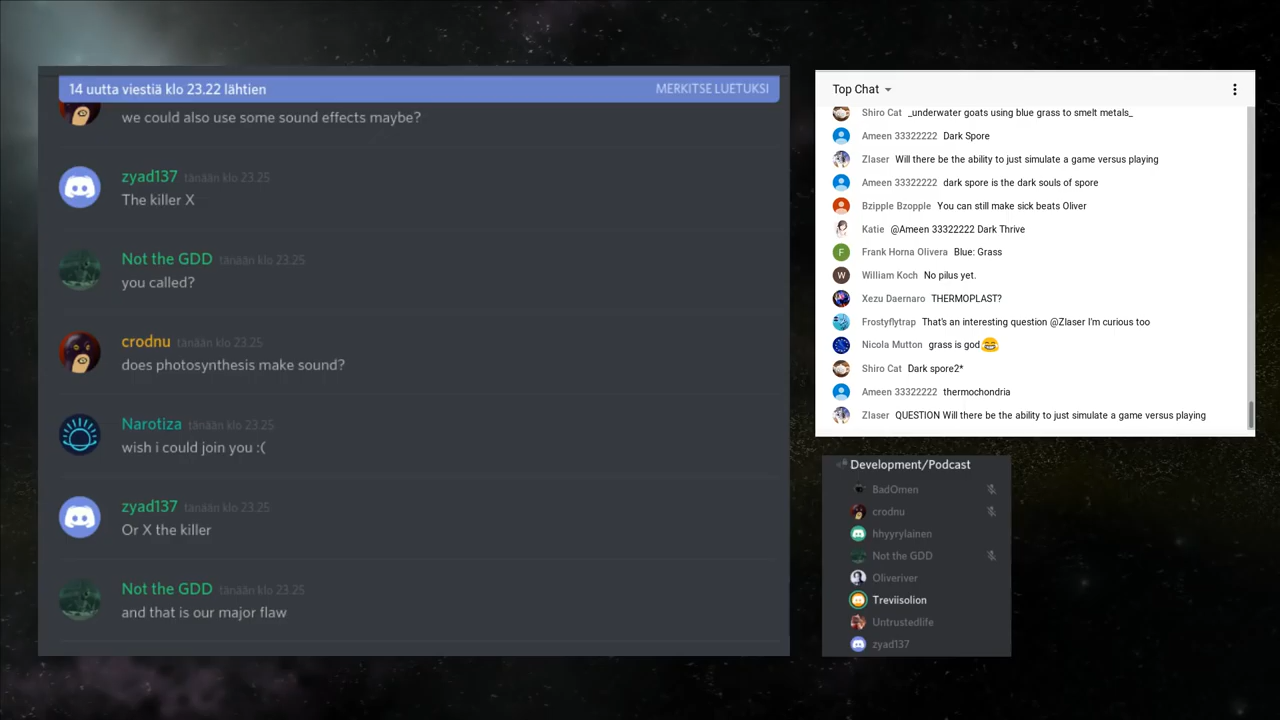 14 uutta viestiä klo 23.22 lähtien MERKITSE LUETUKSI
we could also use some sound effects maybe?
zyad137 tänään klo 23.25
The killer X
Not the GDD tänään klo 23.25
you called?
crodnu tänään klo 23.25
does photosynthesis make sound?
Narotiza tänään klo 23.25
wish i could join you :(
zyad137 tänään klo 23.25
Or X the killer
Not the GDD tänään klo 23.25
and that is our major flaw
Top Chat
Shiro Cat _underwater goats using blue grass to smelt metals_
Ameen 33322222 Dark Spore
Zlaser Will there be the ability to just simulate a game versus playing
Ameen 33322222 dark spore is the dark souls of spore
Bzipple Bzopple You can still make sick beats Oliver
Katie @Ameen 33322222 Dark Thrive
F Frank Horna Olivera Blue: Grass
W William Koch No pilus yet.
Xezu Daernaro THERMOPLAST?
Frostyflytrap That's an interesting question @Zlaser I'm curious too
Nicola Mutton grass is god😂
Shiro Cat Dark spore2*
Ameen 33322222 thermochondria
Zlaser QUESTION Will there be the ability to just simulate a game versus playing
Development/Podcast
BadOmen
crodnu
hhyyrylainen
Not the GDD
Oliveriver
Treviisolion
Untrustedlife
zyad137